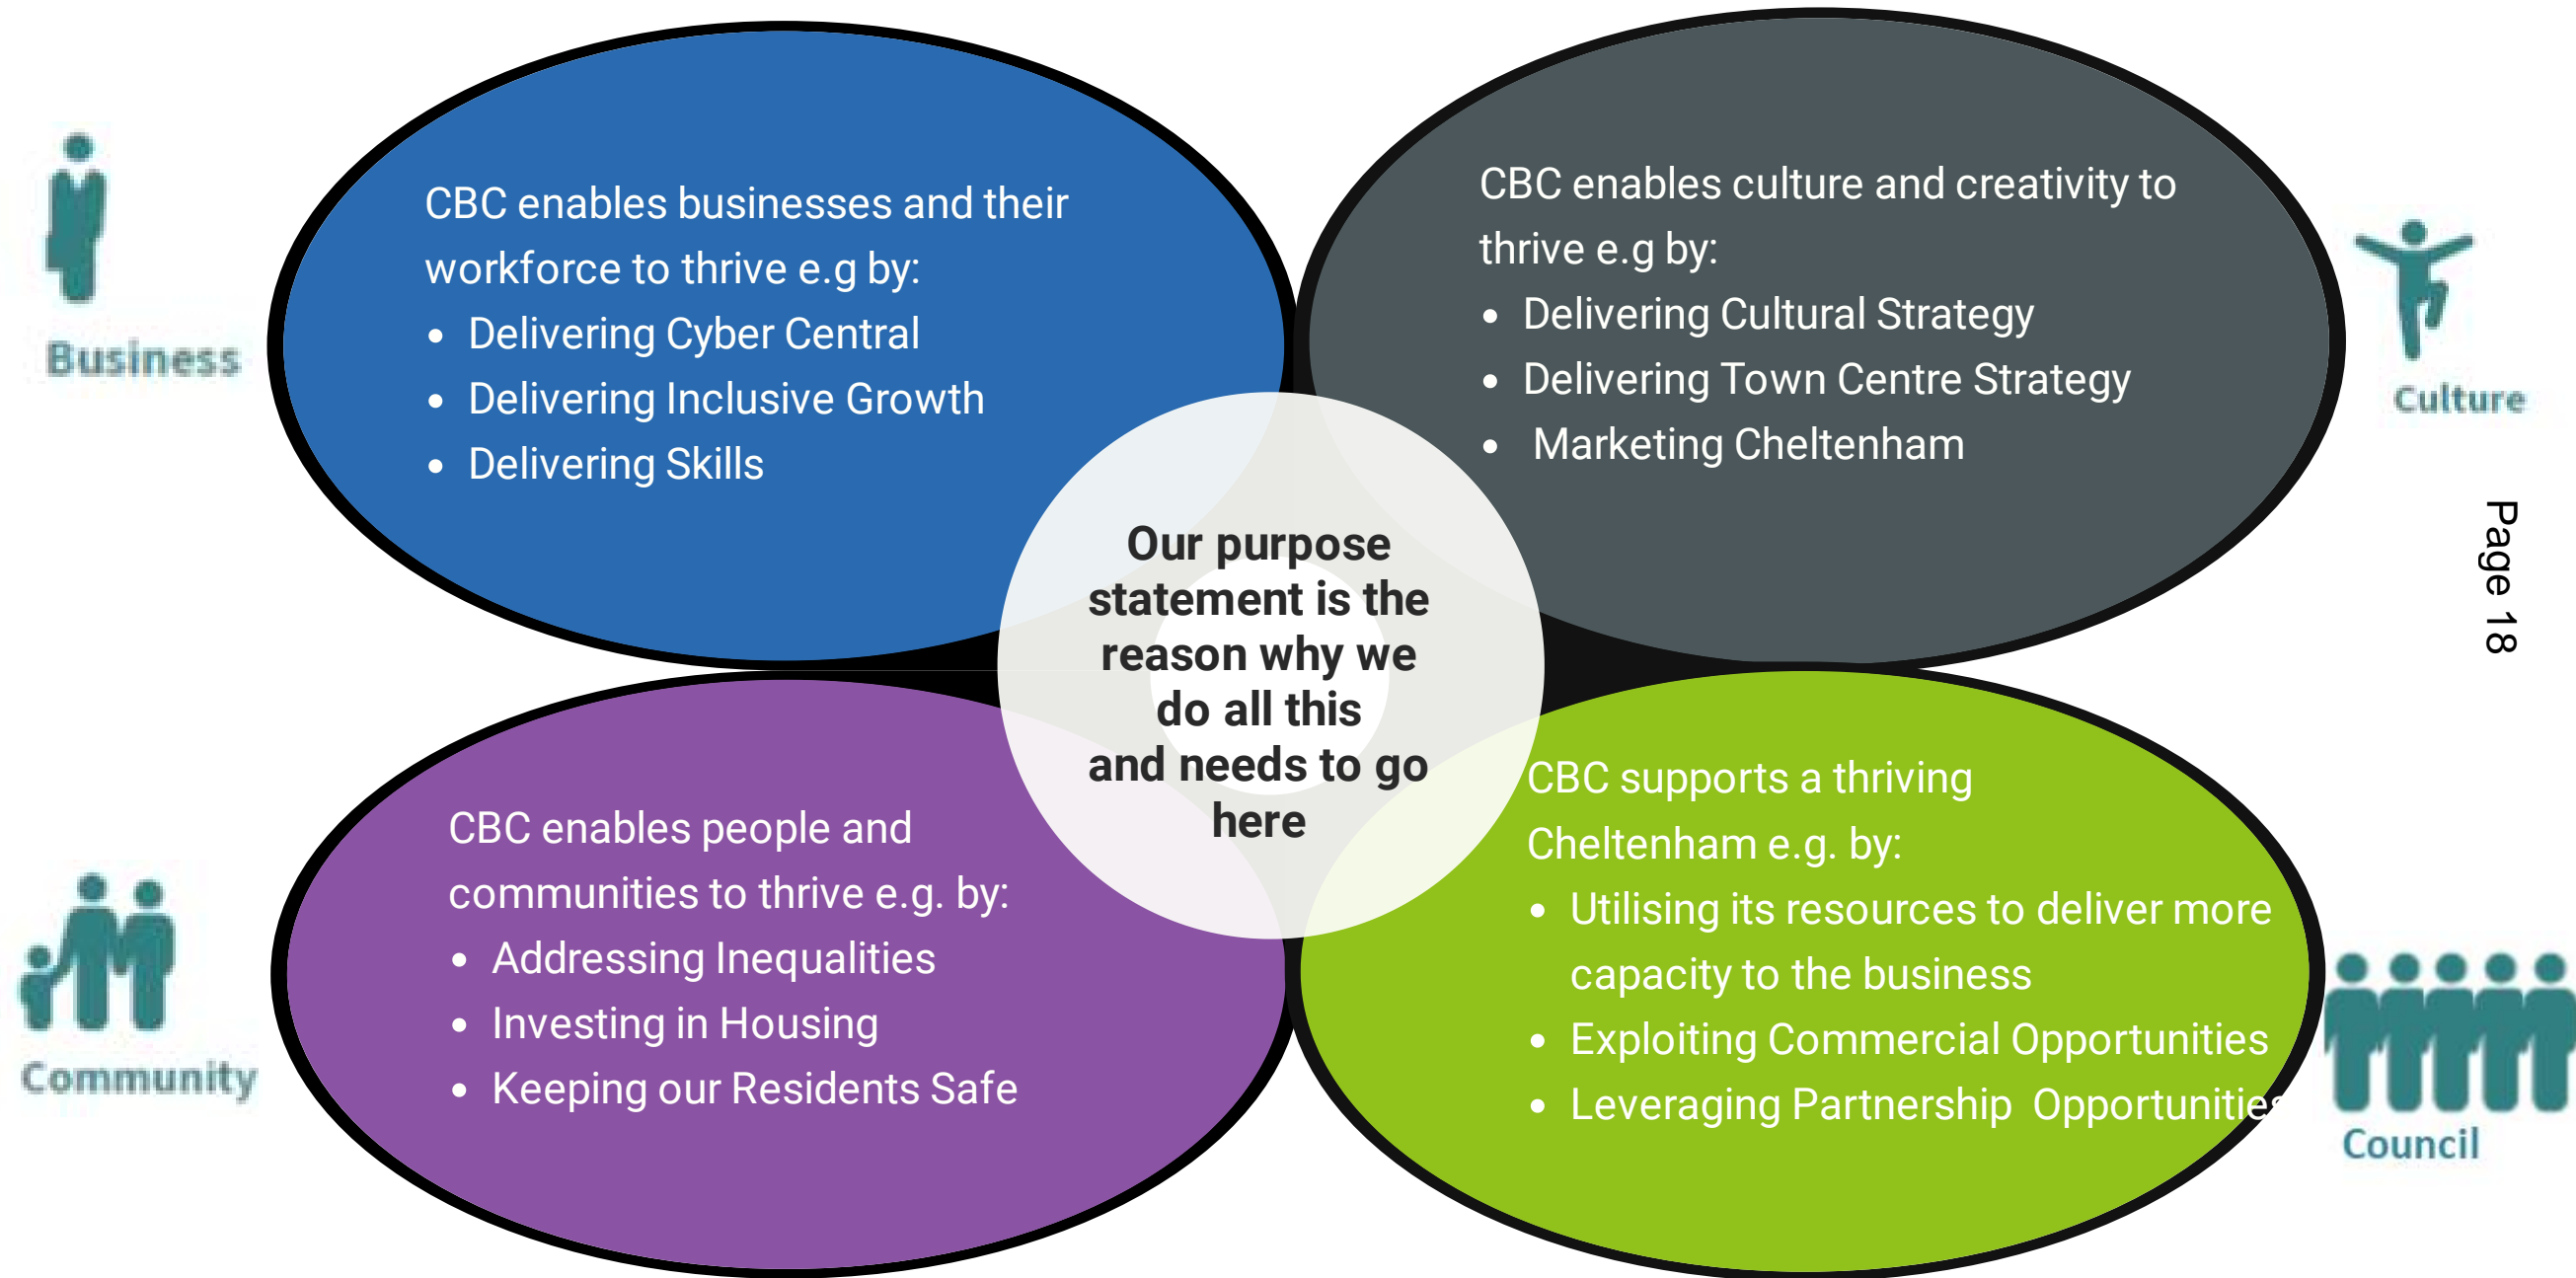 Business
CBC enables businesses and their
workforce to thrive e.g by:
• Delivering Cyber Central
• Delivering Inclusive Growth
• Delivering Skills
CBC enables culture and creativity to
thrive e.g by:
• Delivering Cultural Strategy
• Delivering Town Centre Strategy
• Marketing Cheltenham
Culture
Page 18
Our purpose
statement is the
reason why we
do all this
and needs to go
here
Community
CBC enables people and
communities to thrive e.g. by:
• Addressing Inequalities
• Investing in Housing
• Keeping our Residents Safe
CBC supports a thriving
Cheltenham e.g. by:
• Utilising its resources to deliver more
capacity to the business
• Exploiting Commercial Opportunities
• Leveraging Partnership Opportunities
Council